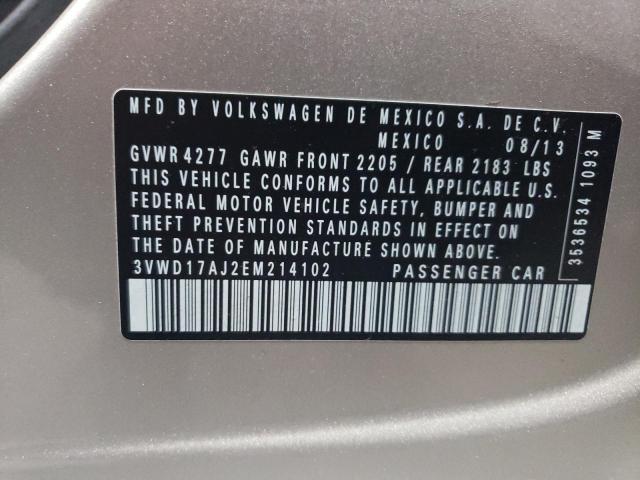 MFD BY VOLKSWAGEN DE MEXICO S.A. DE C.V.
MEXICO 08/13
GVWR 4277 GAWR FRONT 2205 / REAR 2183 LBS
THIS VEHICLE CONFORMS TO ALL APPLICABLE U.S.
FEDERAL MOTOR VEHICLE SAFETY, BUMPER AND
THEFT PREVENTION STANDARDS IN EFFECT ON
THE DATE OF MANUFACTURE SHOWN ABOVE.
3VWD17AJ2EM214102 PASSENGER CAR
3536534 1093 M